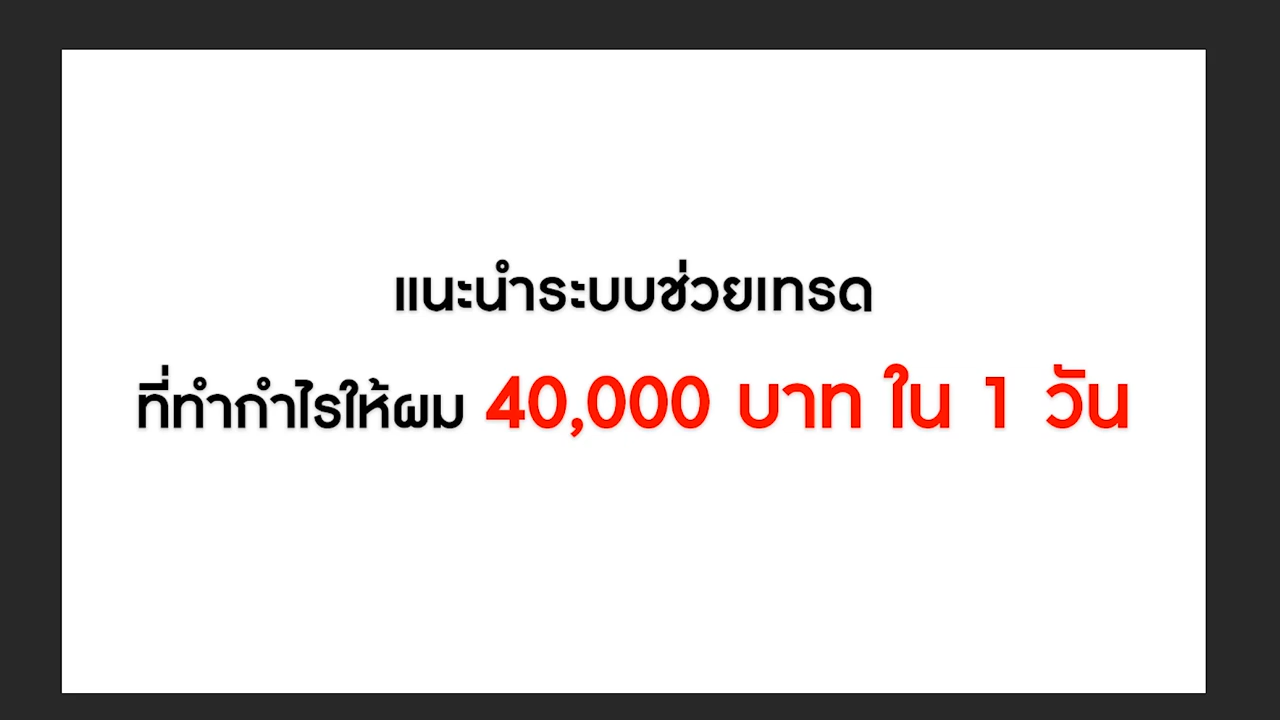 แนะนำระบบช่วยเทรด
ที่ทำกำไรให้ผม 40,000 บาท ใน 1 วัน